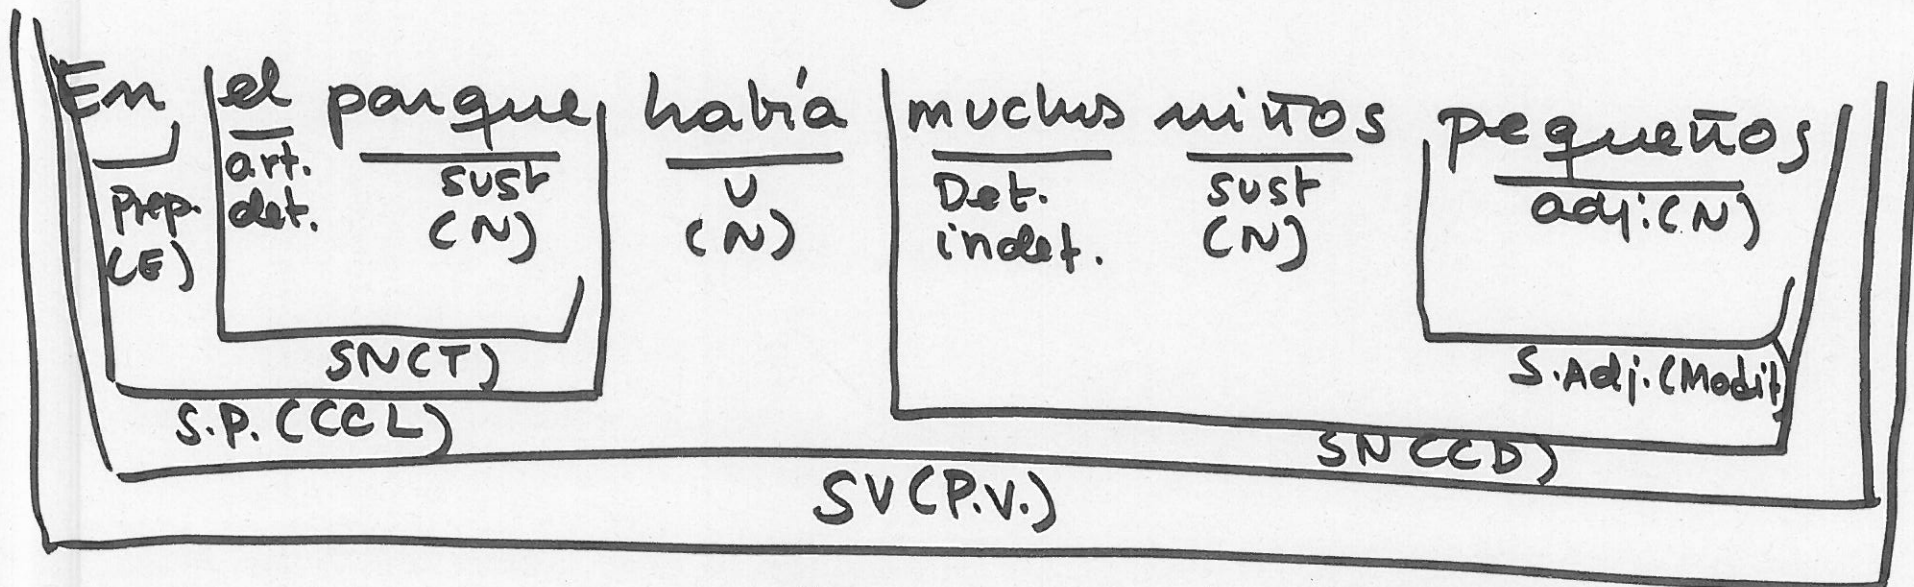 En el parque había muchos niños pequeños
Prep. art. sust v Det. sust adj.(N)
(E) det. (N) (N) indet. (N)
SN(T) S.Adj.(Modif)
S.P.(CCL) SN(CD)
SV(P.V.)